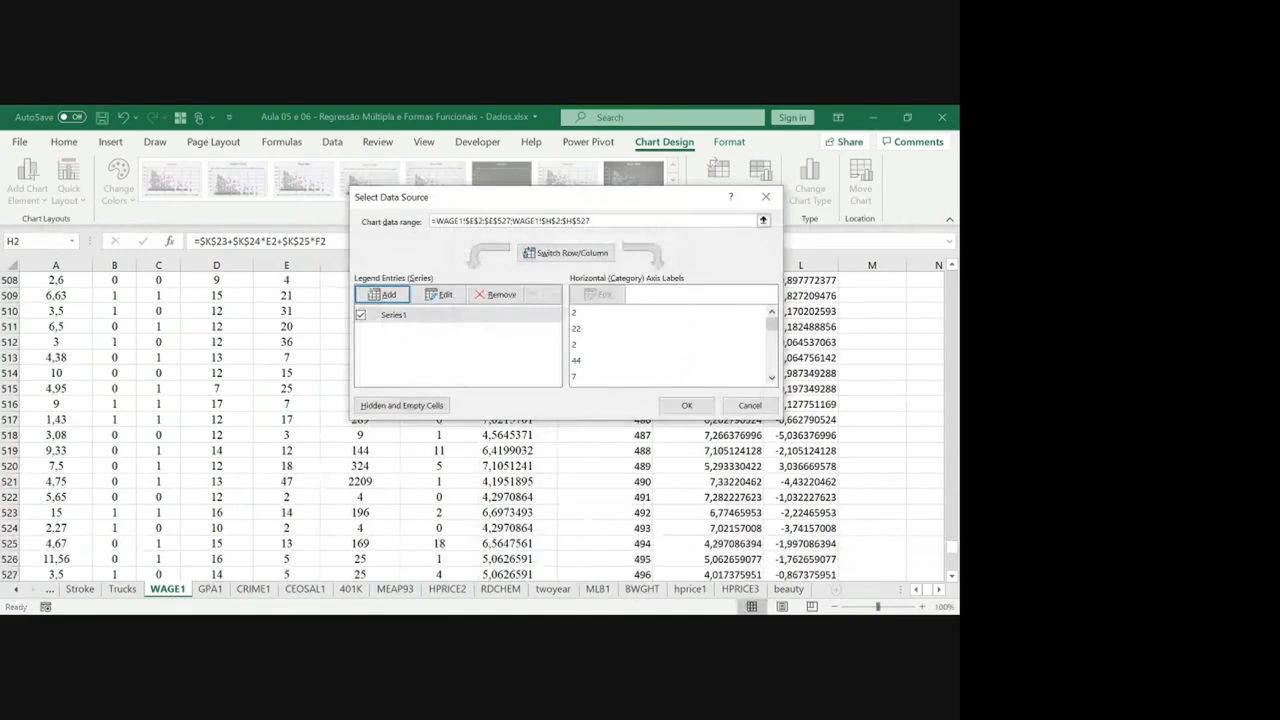 AutoSave Off Aula 05 e 06 - Regressão Múltipla e Formas Funcionais - Dados.xlsx Search Sign in
File Home Insert Draw Page Layout Formulas Data Review View Developer Help Power Pivot Chart Design Format Share Comments
Add Chart Element Quick Layout Change Colors Change Chart Type Move Chart
Chart Layouts Type Location
Select Data Source ?
Chart data range: =WAGE1!$E$2:$E$527;WAGE1!$H$2:$H$527
Switch Row/Column
Legend Entries (Series) Horizontal (Category) Axis Labels
Add Edit Remove Edit
Series1
2
22
2
44
7
Hidden and Empty Cells OK Cancel
H2 fx =$K$23+$K$24*E2+$K$25*F2
A B C D E L M N
508 2,6 0 0 9 4 ,897772377
509 6,63 1 1 15 21 ,827209476
510 3,5 1 0 12 31 ,170202593
511 6,5 0 1 12 20 ,182488856
512 3 1 0 12 36 ,064537063
513 4,38 1 0 13 7 ,064756142
514 10 0 0 12 15 ,987349288
515 4,95 0 1 7 25 ,197349288
516 9 1 1 17 7 ,127751169
517 1,43 1 1 12 17
518 3,08 0 0 12 3 9 1 4,5645371 487 7,266376996 -5,036376996
519 9,33 0 1 14 12 144 11 6,4199032 488 7,105124128 -2,105124128
520 7,5 0 1 12 18 324 5 7,1051241 489 5,293330422 3,036669578
521 4,75 0 1 13 47 2209 1 4,1951895 490 7,33220462 -4,43220462
522 5,65 0 0 12 2 4 0 4,2970864 491 7,282227623 -1,032227623
523 15 1 1 16 14 196 2 6,6973493 492 6,77465953 -2,22465953
524 2,27 1 0 10 2 4 0 4,2970864 493 7,02157008 -3,74157008
525 4,67 0 1 15 13 169 18 6,5647561 494 4,297086394 -1,997086394
526 11,56 0 1 16 5 25 1 5,0626591 495 5,062659077 -1,762659077
527 3,5 1 0 14 5 25 4 5,0626591 496 4,017375951 -0,867375951
... Stroke Trucks WAGE1 GPA1 CRIME1 CEOSAL1 401K MEAP93 HPRICE2 RDCHEM twoyear MLB1 BWGHT hprice1 HPRICE3 beauty
Ready 100%